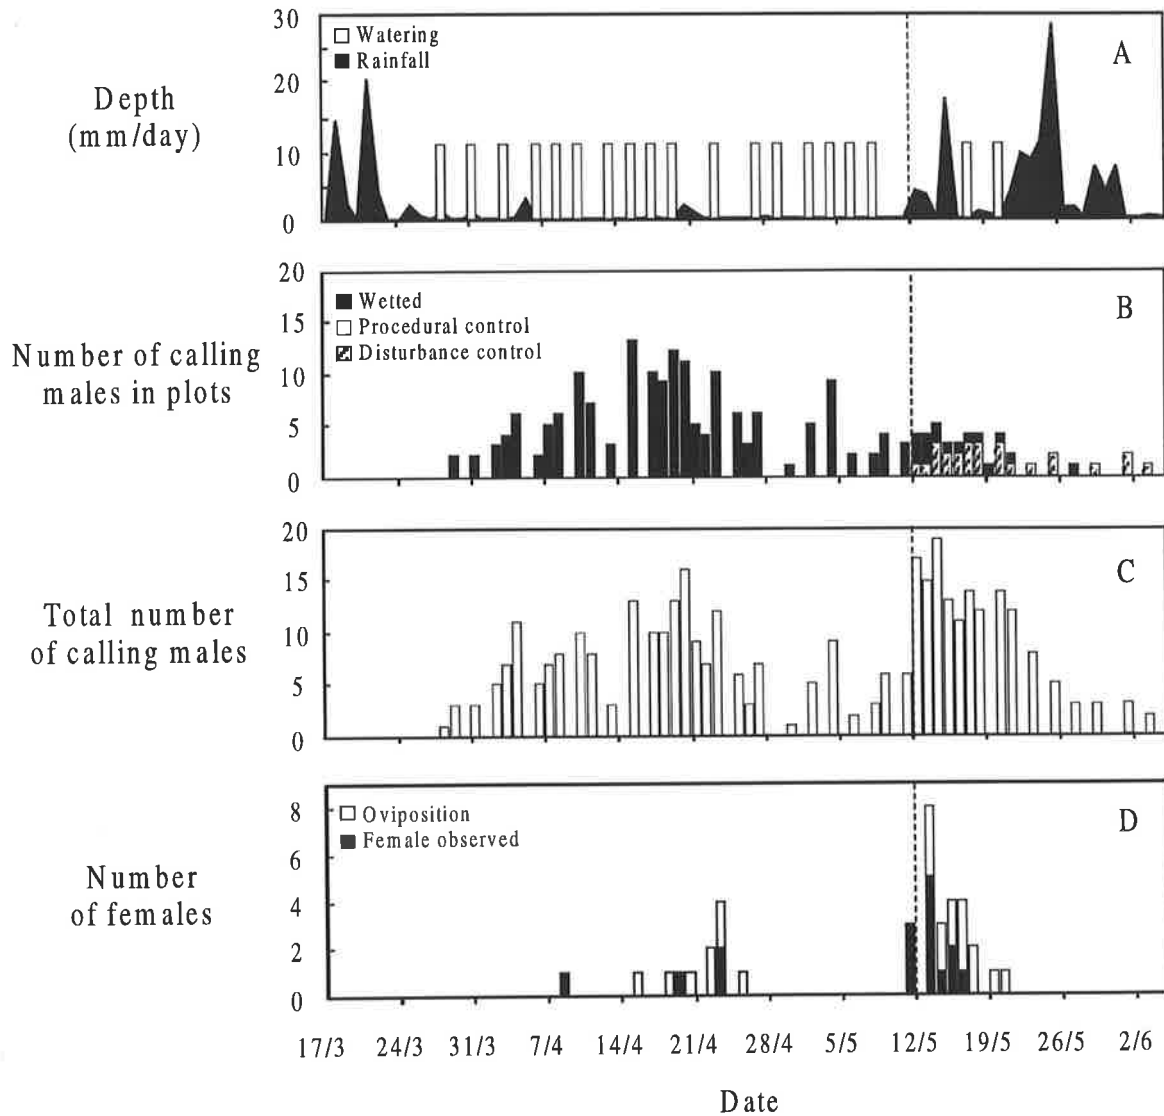 30
20
10
0
Depth
(mm/day)
Watering
Rainfall
A
20
15
10
5
0
Number of calling
males in plots
Wetted
Procedural control
Disturbance control
B
20
15
10
5
0
Total number
of calling males
C
8
6
4
2
0
Number
of females
Oviposition
Female observed
D
17/3 24/3 31/3 7/4 14/4 21/4 28/4 5/5 12/5 19/5 26/5 2/6
Date